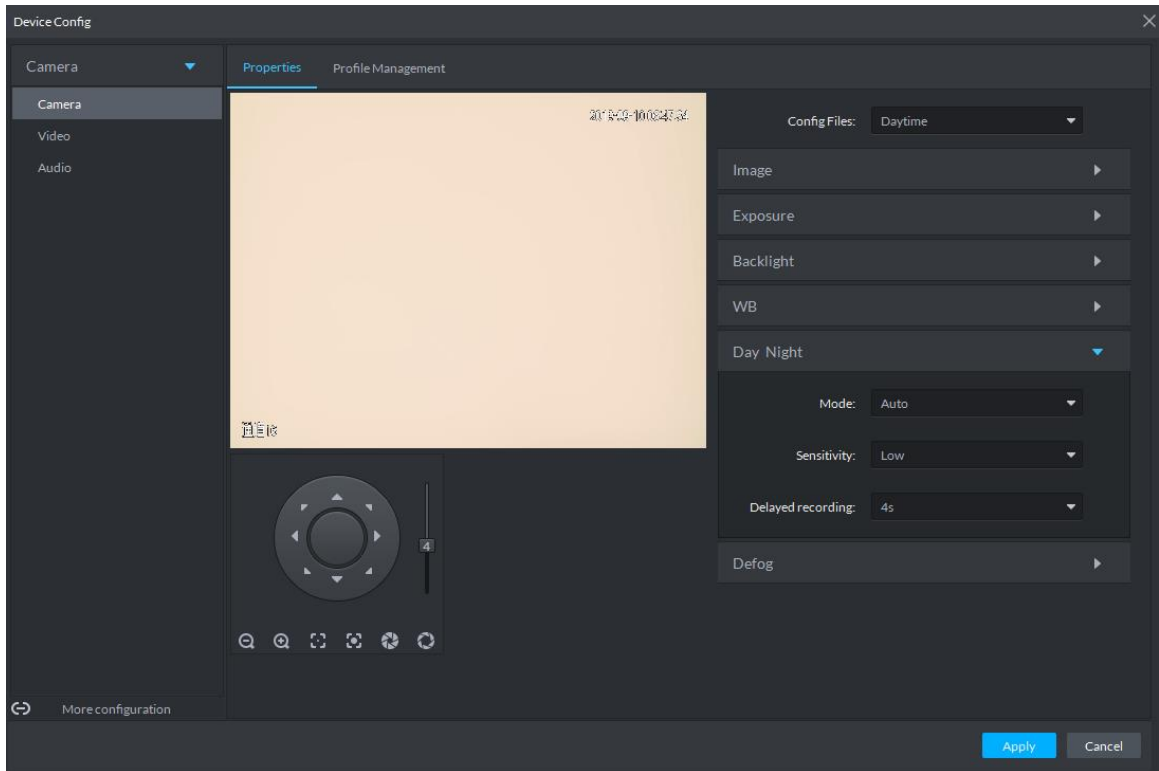 Device Config
Camera
Camera
Video
Audio
More configuration
Properties
Profile Management
Config Files:
Daytime
Image
Exposure
Backlight
WB
Day Night
Mode:
Auto
Sensitivity:
Low
Delayed recording:
4s
Defog
4
Apply
Cancel